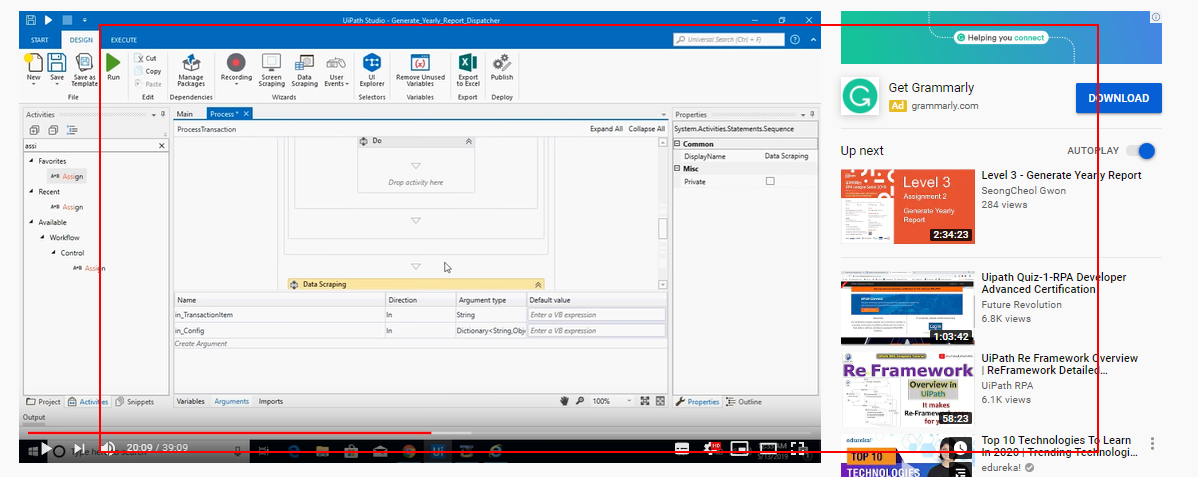 UiPath Studio - Generate_Yearly_Report_Dispatcher
START DESIGN EXECUTE
Universal Search (Ctrl + F)
New Save Save as Template Run
Cut
Copy
Paste
Manage Packages
Recording Screen Scraping Data Scraping User Events
UI Explorer
Remove Unused Variables
Export to Excel
Publish
File Edit Dependencies Wizards Selectors Variables Export Deploy
Activities
assi
Favorites
Assign
Recent
Assign
Available
Workflow
Control
Assign
Main Process *
ProcessTransaction Expand All Collapse All
Do
Drop activity here
Data Scraping
Name Direction Argument type Default value
in_TransactionItem In String Enter a VB expression
in_Config In Dictionary<String,Obj Enter a VB expression
Create Argument
Variables Arguments Imports 100%
Properties
System.Activities.Statements.Sequence
Common
DisplayName Data Scraping
Misc
Private
Project Activities Snippets
Properties Outline
Output
20:09 / 39:09
HD
5/13/2019
Helping you connect
Get Grammarly
Ad grammarly.com
DOWNLOAD
Up next AUTOPLAY
Level 3
Assignment 2
Generate Yearly
Report
2:34:23
Level 3 - Generate Yearly Report
SeongCheol Gwon
284 views
1:03:42
Uipath Quiz-1-RPA Developer
Advanced Certification
Future Revolution
6.8K views
Re Framework
Overview in
UiPath
It makes
Re-Framework
58:23
UiPath Re Framework Overview
| ReFramework Detailed...
UiPath RPA
6.1K views
edureka!
TOP 10
TECHNOLOGIES
Top 10 Technologies To Learn
In 2020 | Trending Technologi...
edureka!